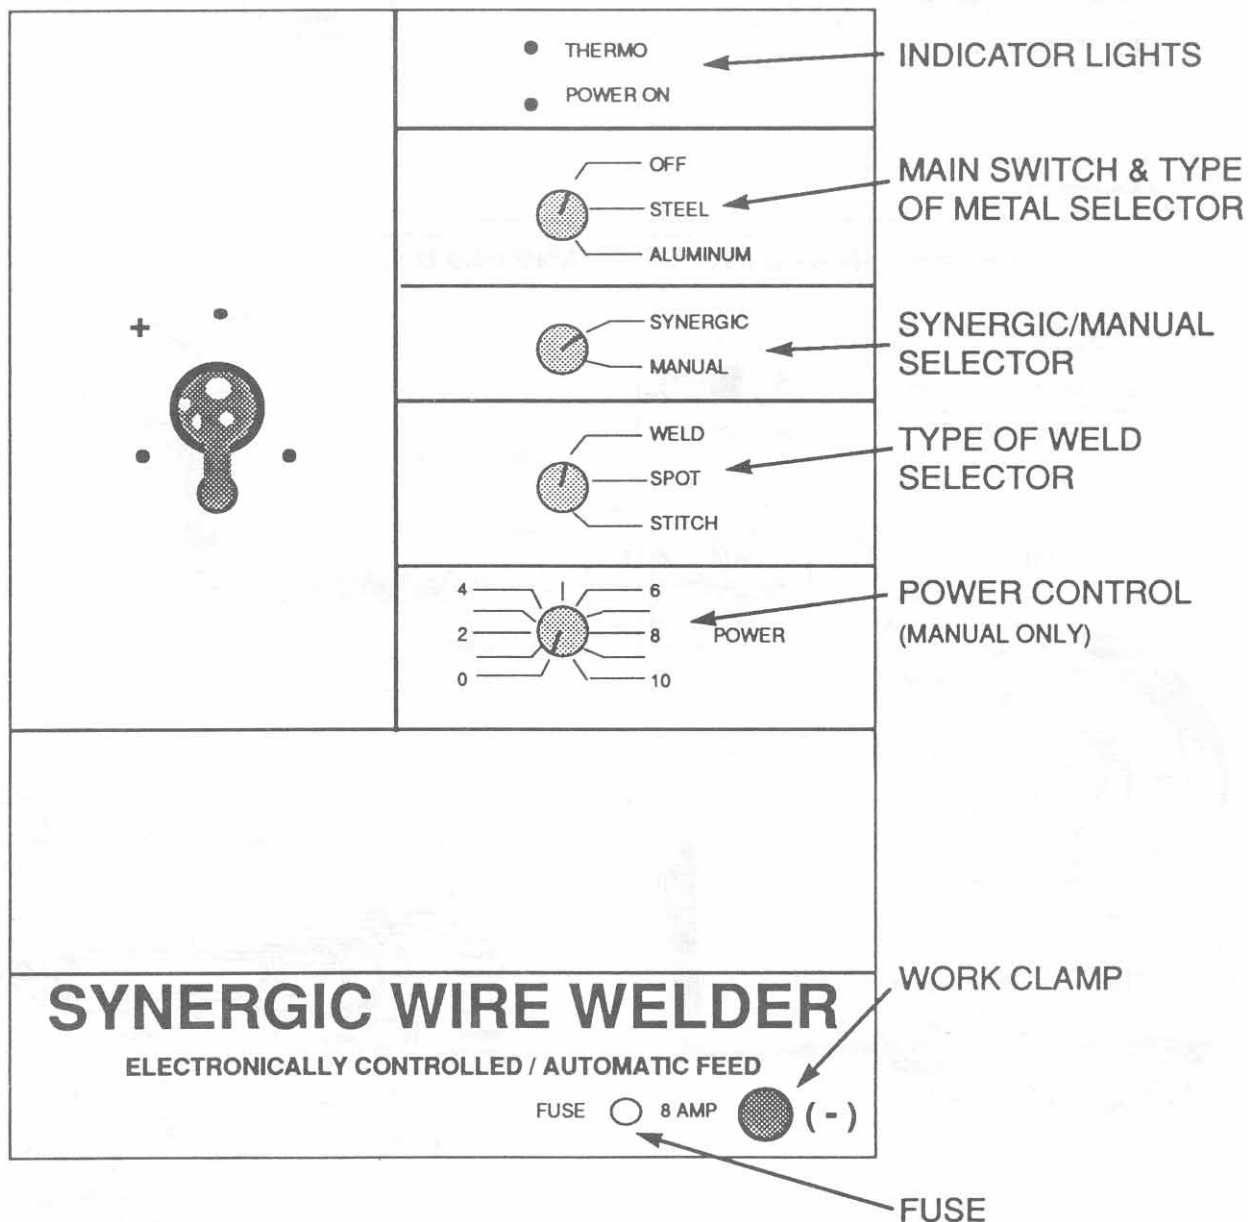 THERMO
POWER ON
INDICATOR LIGHTS
OFF
STEEL
ALUMINUM
MAIN SWITCH & TYPE
OF METAL SELECTOR
+
SYNERGIC
MANUAL
SYNERGIC/MANUAL
SELECTOR
WELD
SPOT
STITCH
TYPE OF WELD
SELECTOR
4 6
2 8 POWER
0 10
POWER CONTROL
(MANUAL ONLY)
SYNERGIC WIRE WELDER
ELECTRONICALLY CONTROLLED / AUTOMATIC FEED
FUSE 8 AMP (-)
WORK CLAMP
FUSE